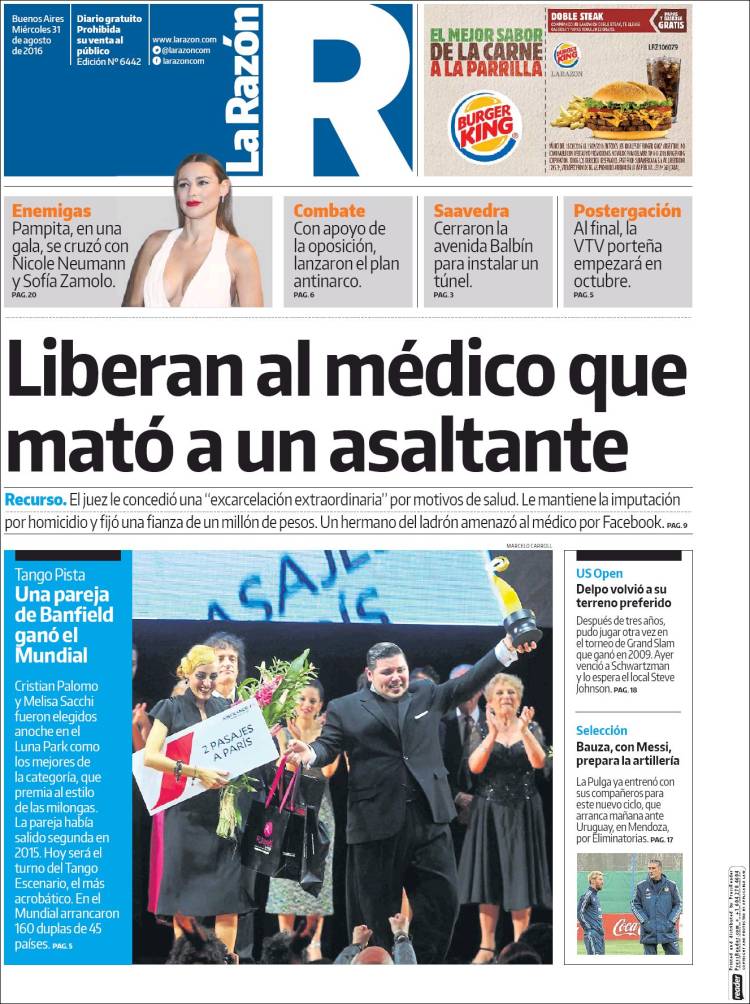 Buenos Aires
Miércoles 31
de agosto
de 2016
Diario gratuito
Prohibida
su venta al
público
Edición Nº 6442
www.larazon.com
@larazoncom
larazoncom
La Razón
R
EL MEJOR SABOR
DE LA CARNE
A LA PARRILLA
BURGER
KING
DOBLE STEAK
PAPAS
Y GASEOSA
GRATIS
LRZ106079
BURGER
KING
LA RAZON
Enemigas
Pampita, en una
gala, se cruzó con
Nicole Neumann
y Sofía Zamolo.
PAG. 20
Combate
Con apoyo de
la oposición,
lanzaron el plan
antinarco.
PAG. 6
Saavedra
Cerraron la
avenida Balbín
para instalar un
túnel.
PAG. 3
Postergación
Al final, la
VTV porteña
empezará en
octubre.
PAG. 5
Liberan al médico que
mató a un asaltante
Recurso. El juez le concedió una “excarcelación extraordinaria” por motivos de salud. Le mantiene la imputación
por homicidio y fijó una fianza de un millón de pesos. Un hermano del ladrón amenazó al médico por Facebook. PAG. 9
MARCELO CARROLL
Tango Pista
Una pareja
de Banfield
ganó el
Mundial
Cristian Palomo
y Melisa Sacchi
fueron elegidos
anoche en el
Luna Park como
los mejores de
la categoría, que
premia al estilo
de las milongas.
La pareja había
salido segunda en
2015. Hoy será el
turno del Tango
Escenario, el más
acrobático. En el
Mundial arrancaron
160 duplas de 45
países. PAG. 5
2 PASAJES
A PARÍS
US Open
Delpo volvió a su
terreno preferido
Después de tres años,
pudo jugar otra vez en
el torneo de Grand Slam
que ganó en 2009. Ayer
venció a Schwartzman
y lo espera el local Steve
Johnson. PAG. 18
Selección
Bauza, con Messi,
prepara la artillería
La Pulga ya entrenó con
sus compañeros para
este nuevo ciclo, que
arranca mañana ante
Uruguay, en Mendoza,
por Eliminatorias. PAG. 17
Coca
Printed and distributed by PressReader